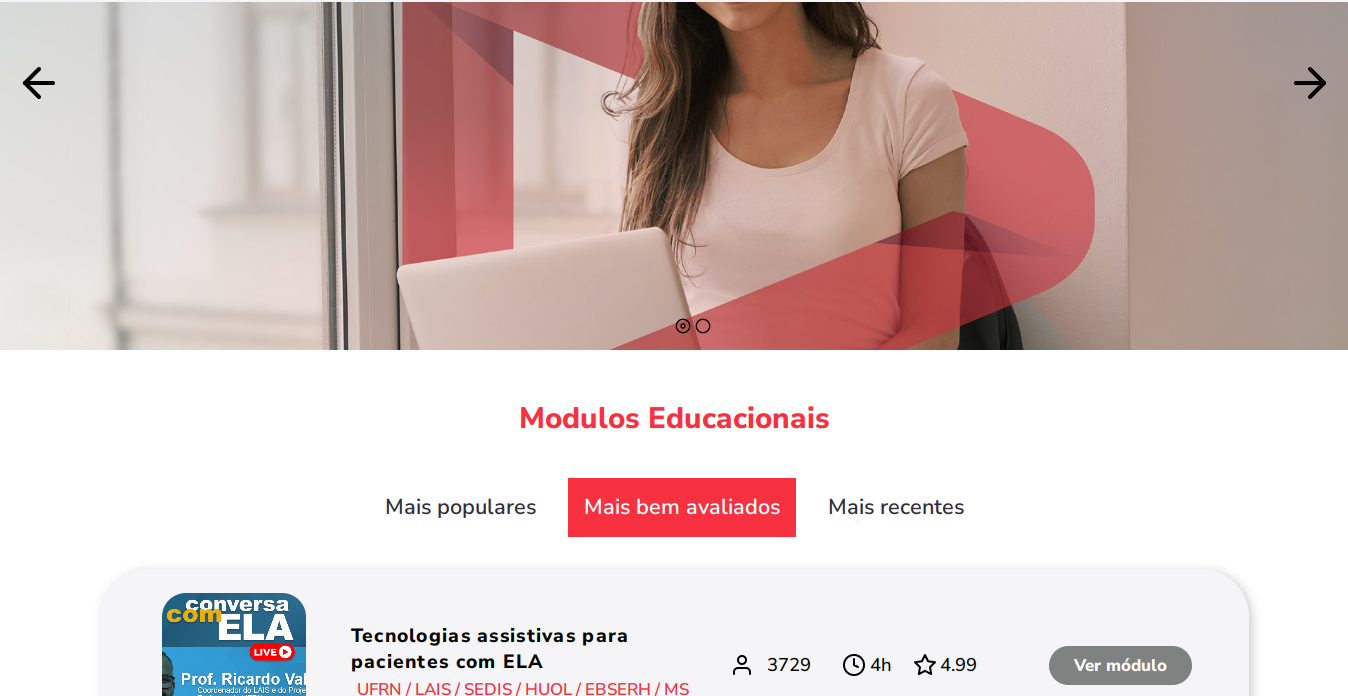 Modulos Educacionais
Mais populares
Mais bem avaliados
Mais recentes
conversa
com
ELA
LIVE
Prof. Ricardo Val
Coordenador do LAIS e do Proje
Tecnologias assistivas para
pacientes com ELA
UFRN / LAIS / SEDIS / HUOL / EBSERH / MS
3729
4h
4.99
Ver módulo